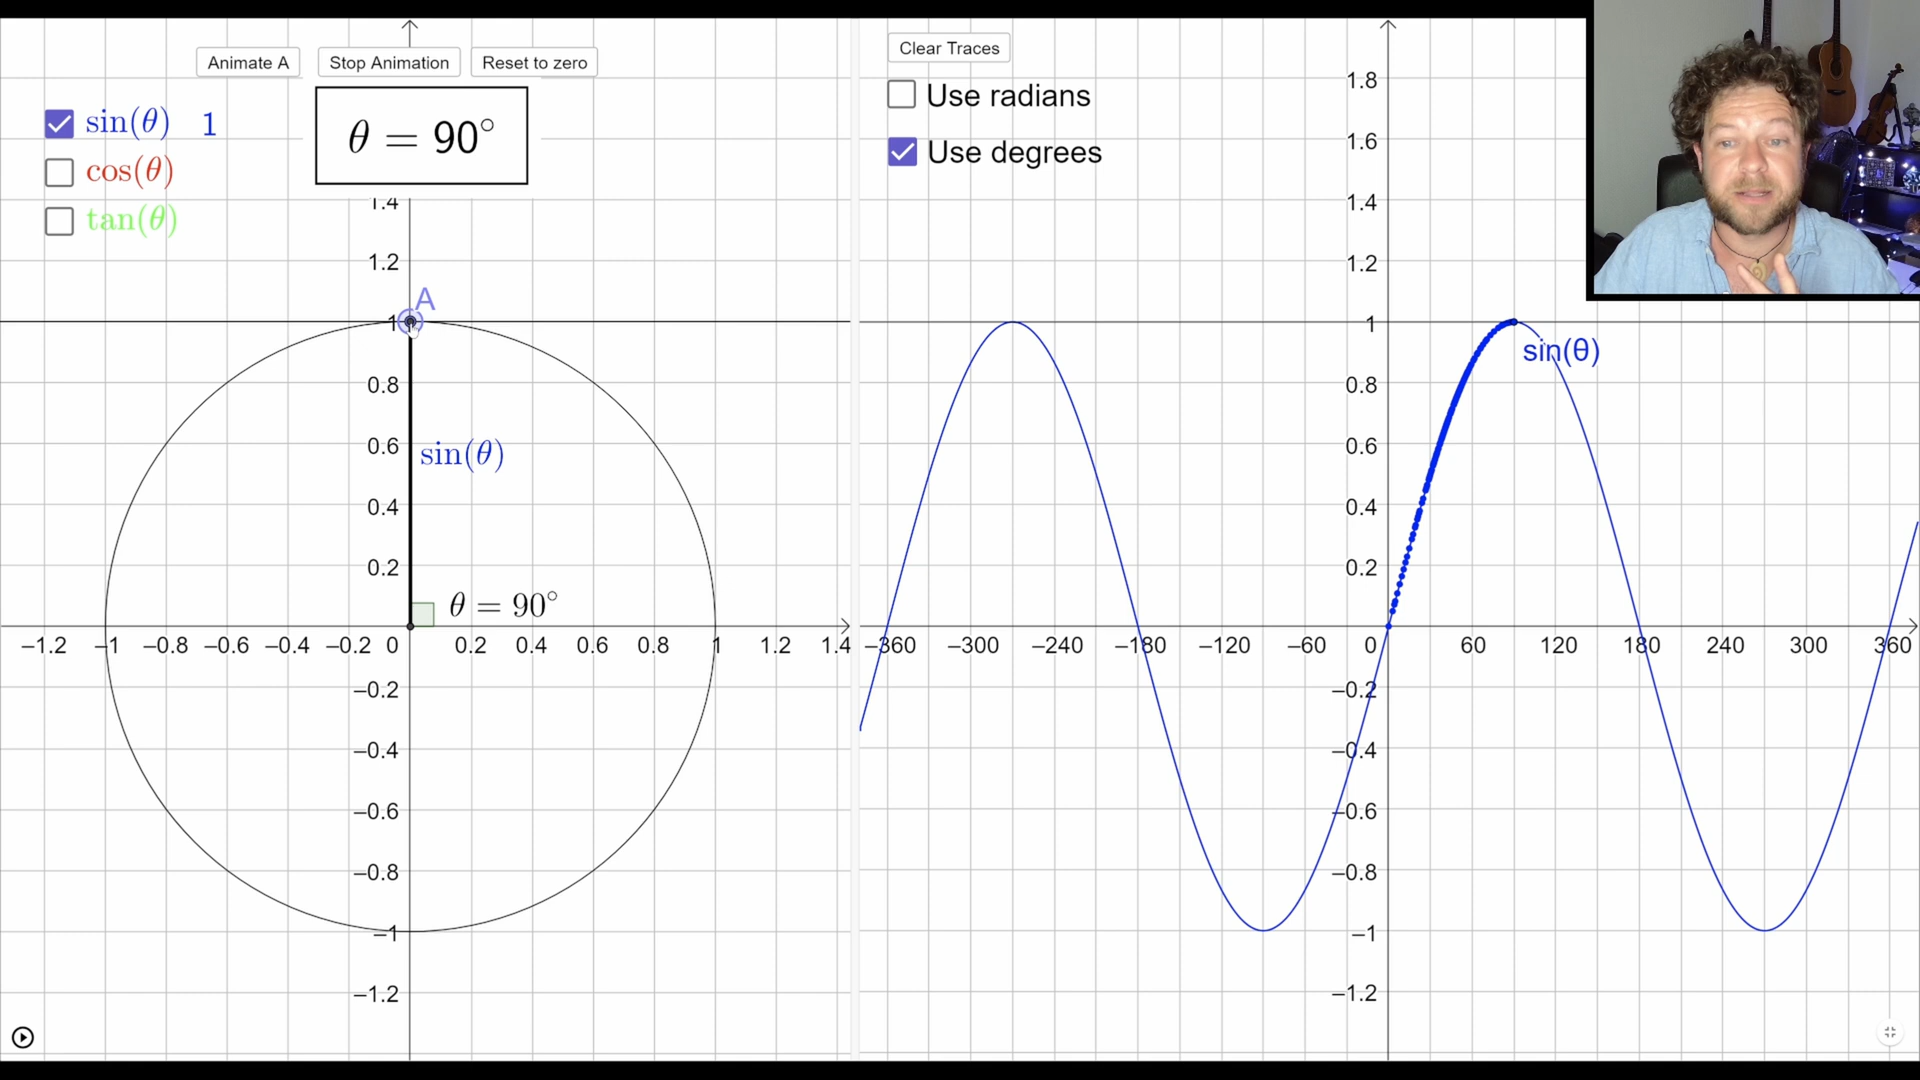 Animate A
Stop Animation
Reset to zero
sin(θ) 1
cos(θ)
tan(θ)
θ = 90°
1.4
1.2
A
1
0.8
0.6
sin(θ)
0.4
0.2
θ = 90°
–1.2 –1 –0.8 –0.6 –0.4 –0.2 0 0.2 0.4 0.6 0.8 1 1.2 1.4
–0.2
–0.4
–0.6
–0.8
–1
–1.2
Clear Traces
Use radians
Use degrees
1.8
1.6
1.4
1.2
1
sin(θ)
0.8
0.6
0.4
0.2
–360 –300 –240 –180 –120 –60 0 60 120 180 240 300 360
–0.2
–0.4
–0.6
–0.8
–1
–1.2